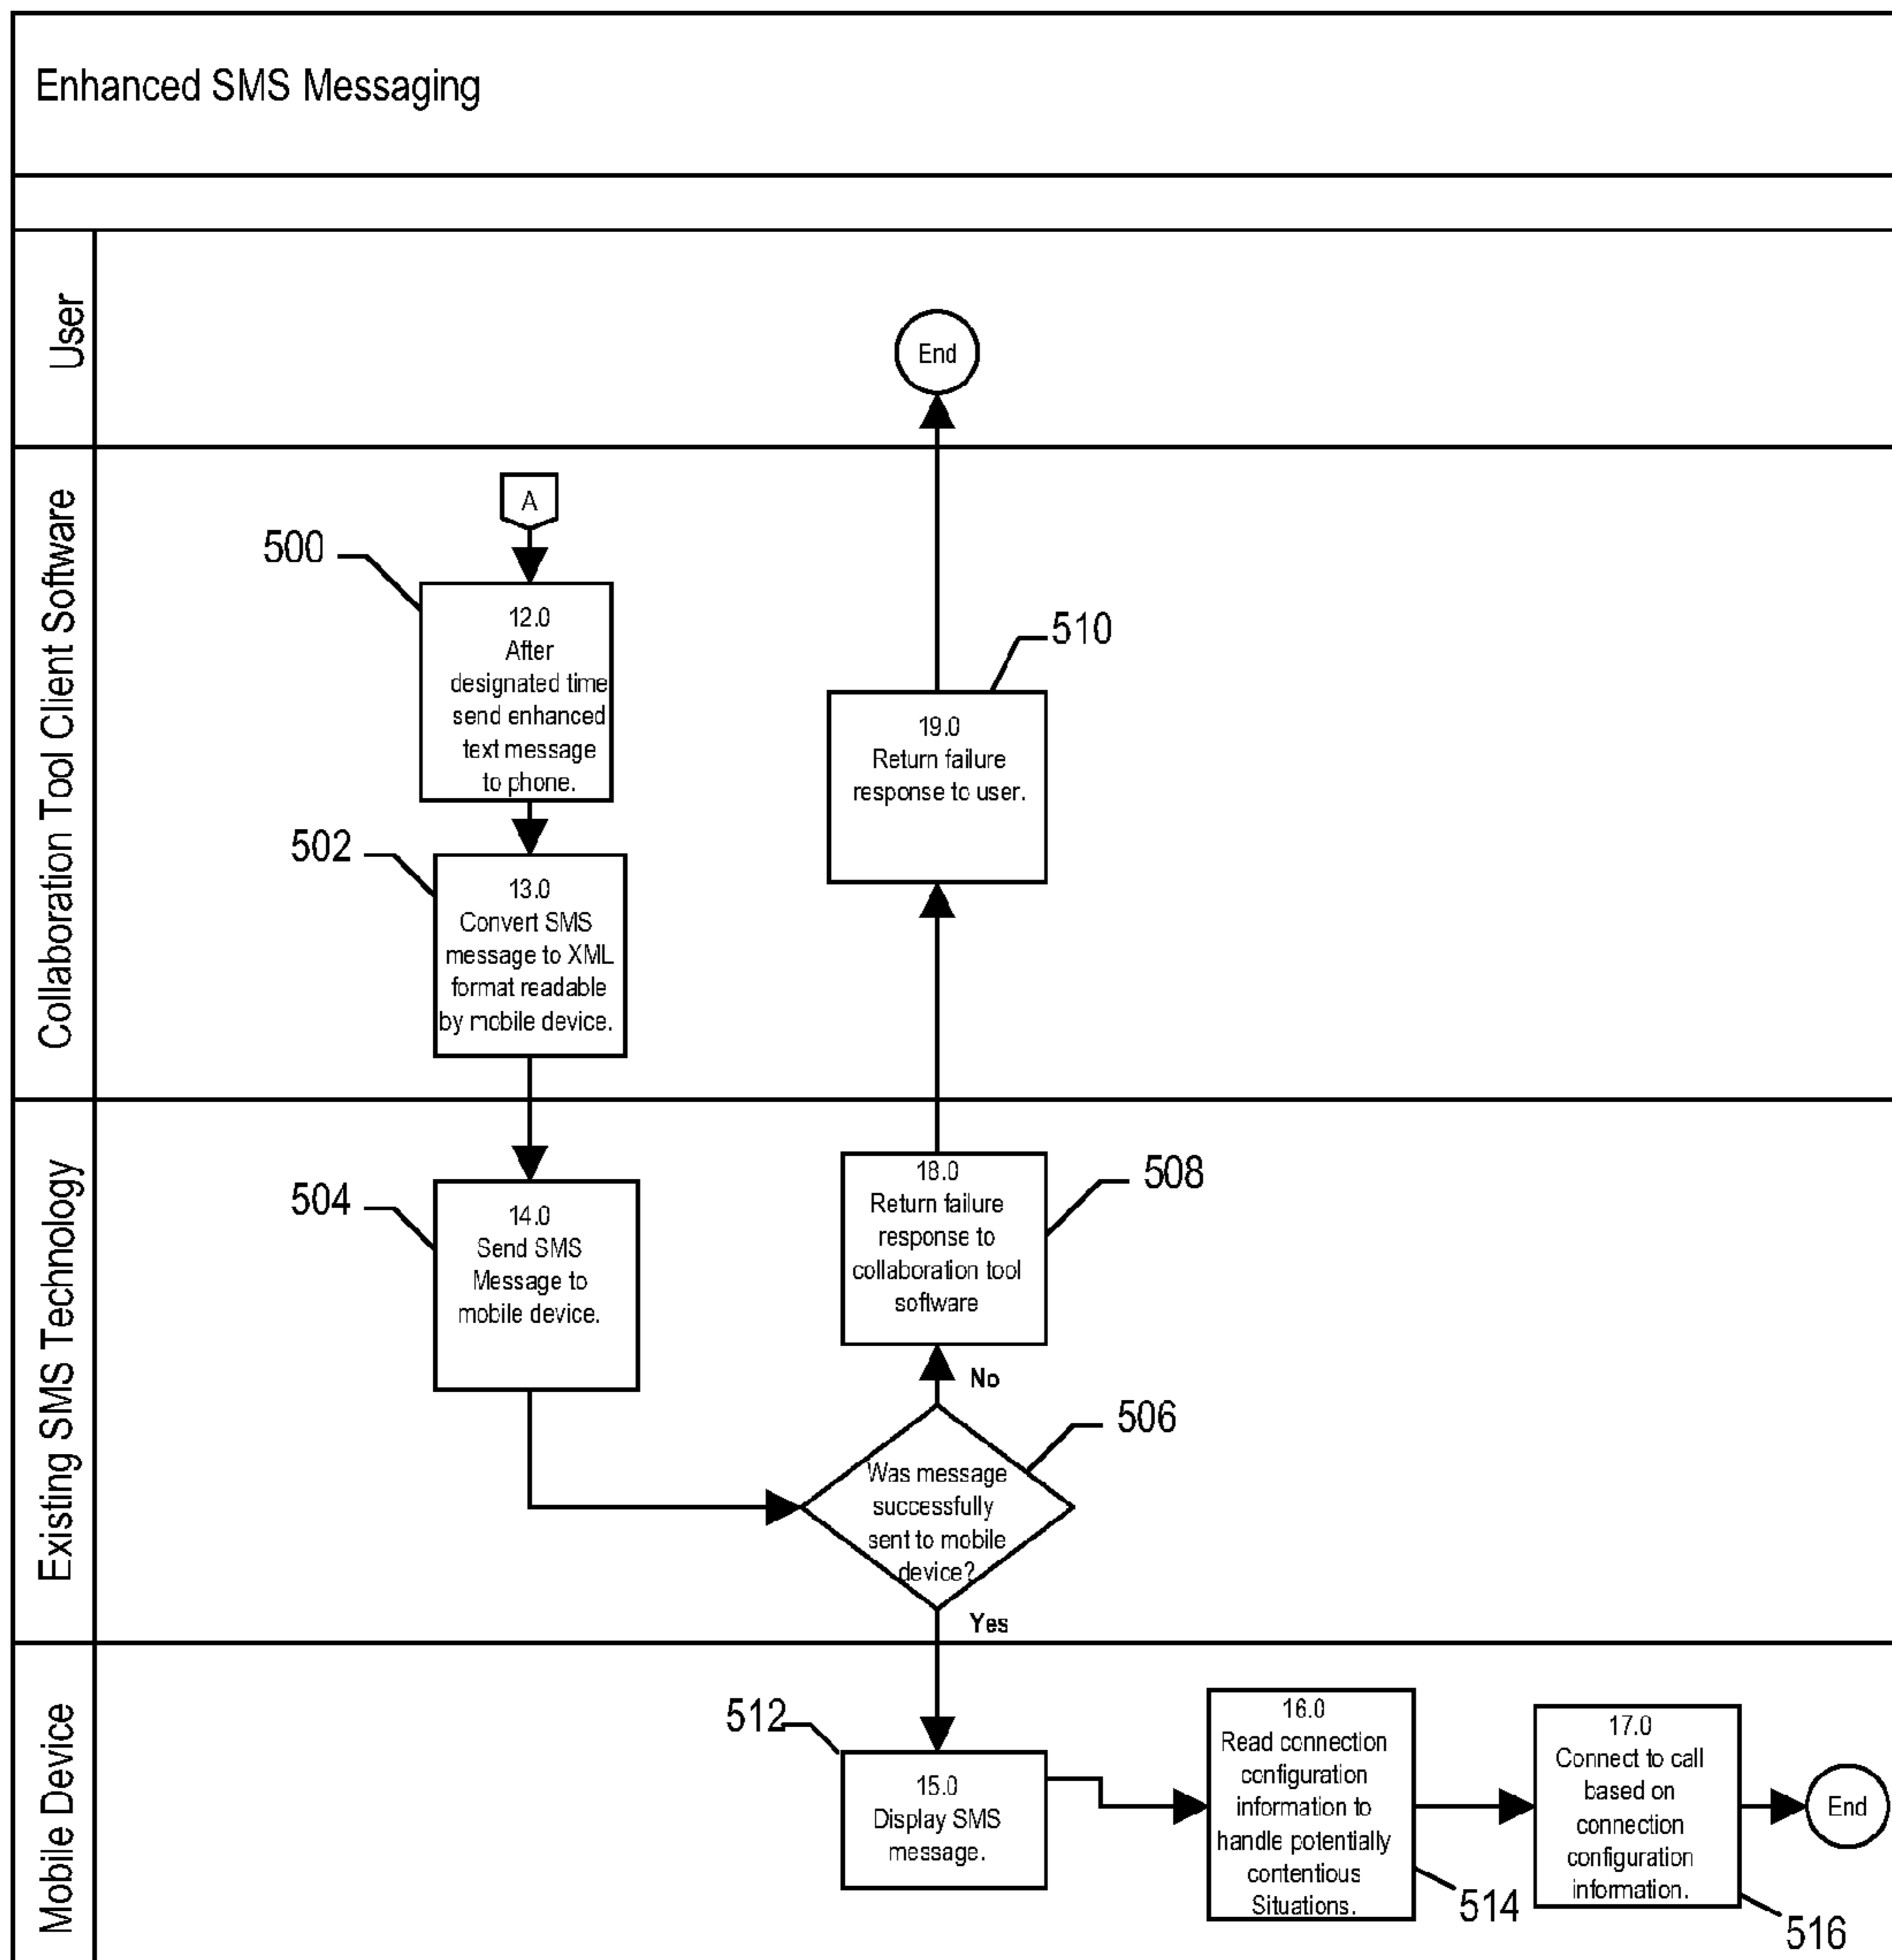 Enhanced SMS Messaging
User
End
Collaboration Tool Client Software
A
500
12.0
After
designated time
send enhanced
text message
to phone.
502
13.0
Convert SMS
message to XML
format readable
by mobile device.
510
19.0
Return failure
response to user.
Existing SMS Technology
504
14.0
Send SMS
Message to
mobile device.
508
18.0
Return failure
response to
collaboration tool
software
No
506
Was message
successfully
sent to mobile
device?
Yes
Mobile Device
512
15.0
Display SMS
message.
16.0
Read connection
configuration
information to
handle potentially
contentious
Situations.
514
17.0
Connect to call
based on
connection
configuration
information.
516
End